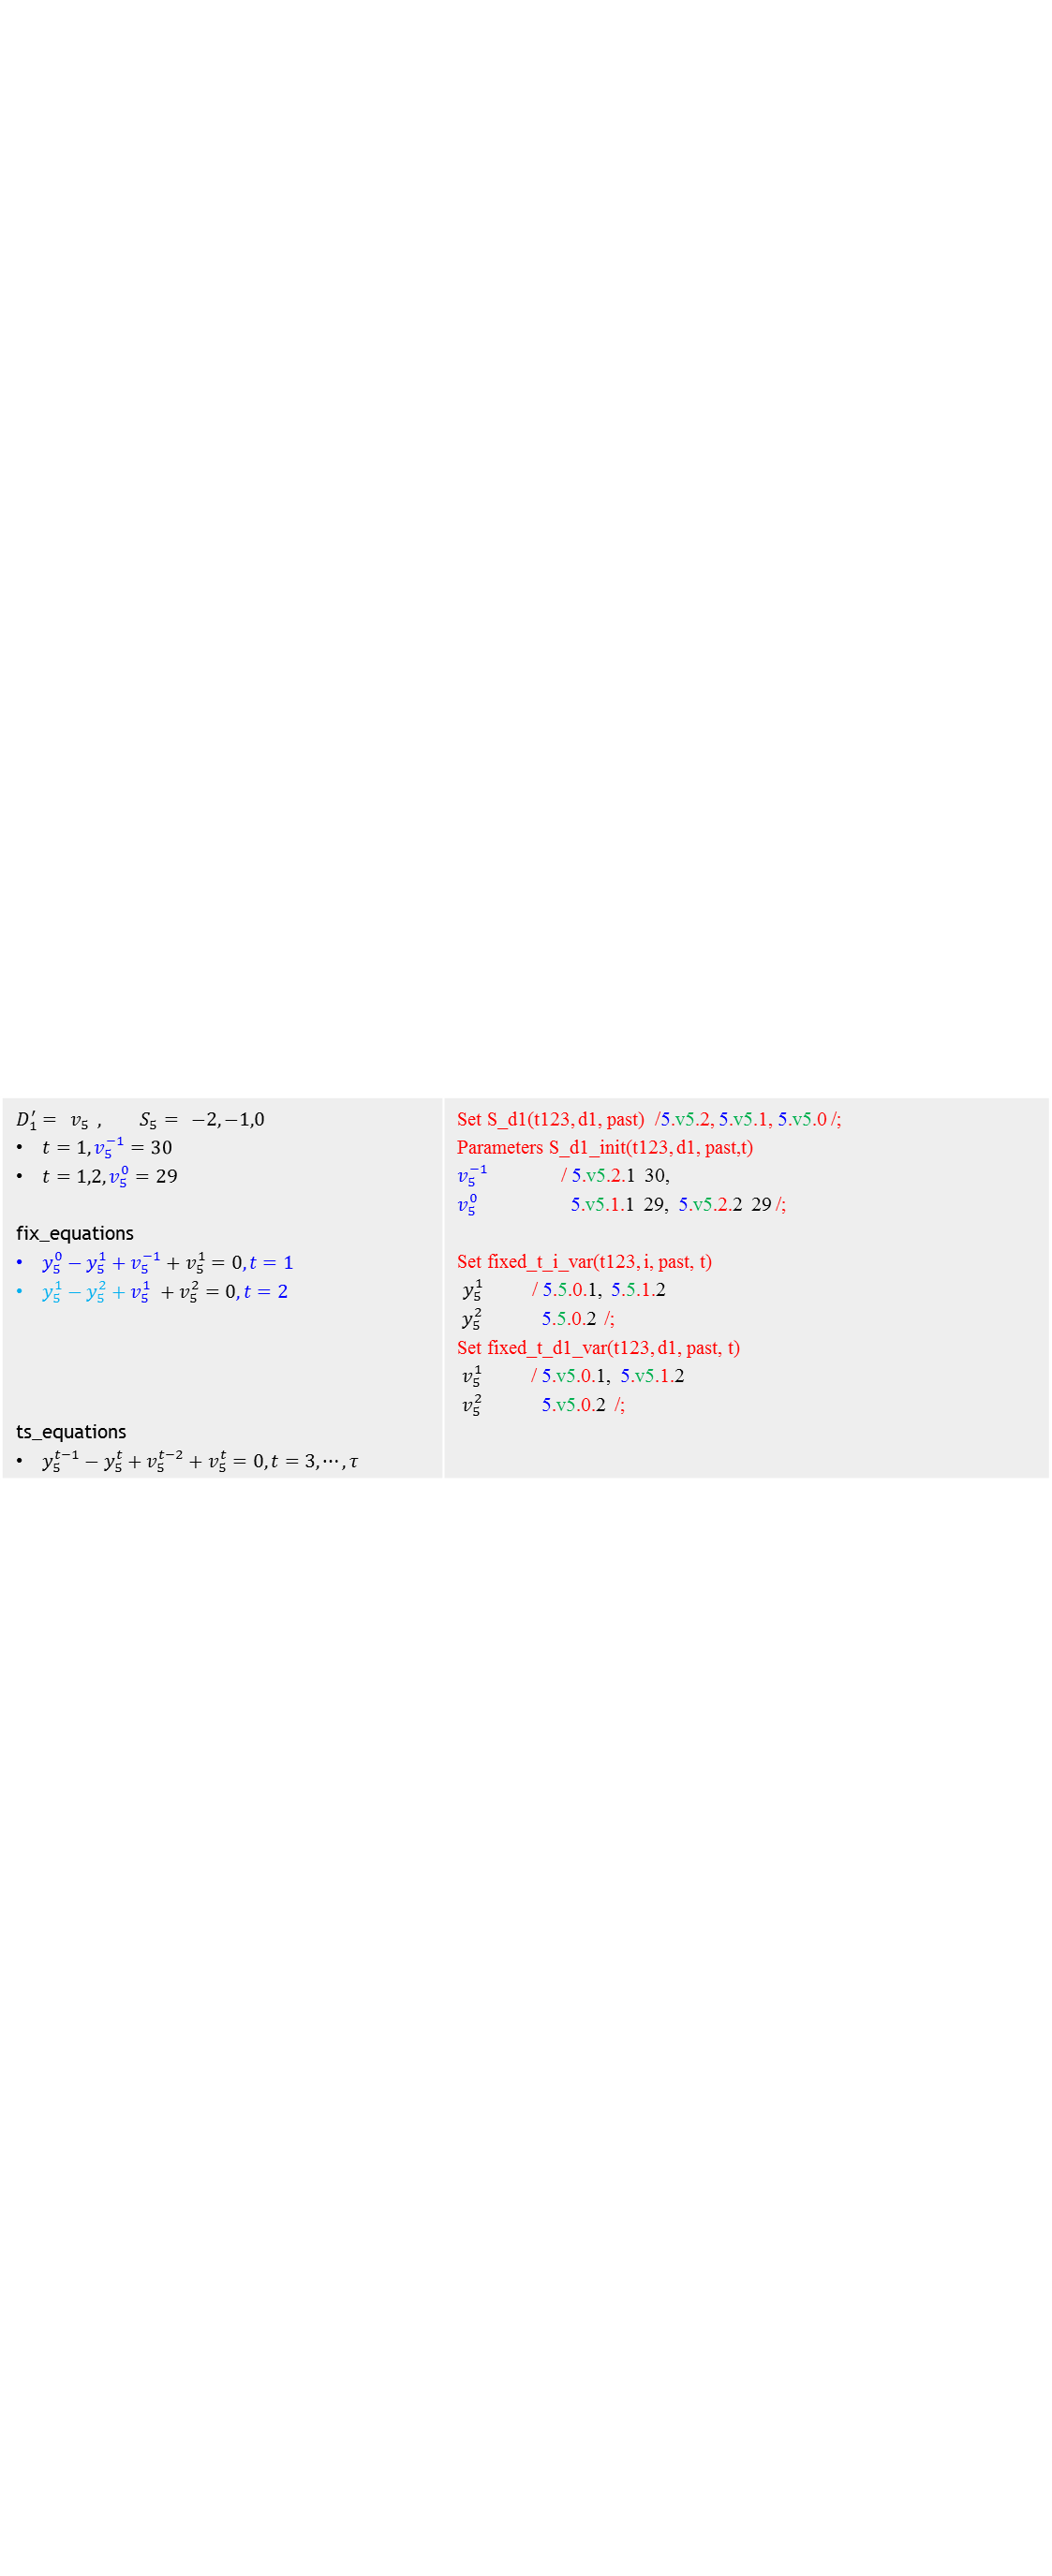 D₁′ = v₅ , S₅ = −2,−1,0
• t = 1, v₅⁻¹ = 30
• t = 1,2, v₅⁰ = 29
fix_equations
• y₅⁰ − y₅¹ + v₅⁻¹ + v₅¹ = 0, t = 1
• y₅¹ − y₅² + v₅¹ + v₅² = 0, t = 2
ts_equations
• y₅ᵗ⁻¹ − y₅ᵗ + v₅ᵗ⁻² + v₅ᵗ = 0, t = 3, ⋯ , τ
Set S_d1(t123, d1, past) /5.v5.2, 5.v5.1, 5.v5.0 /;
Parameters S_d1_init(t123, d1, past,t)
v₅⁻¹ / 5.v5.2.1 30,
v₅⁰ 5.v5.1.1 29, 5.v5.2.2 29 /;
Set fixed_t_i_var(t123, i, past, t)
y₅¹ / 5.5.0.1, 5.5.1.2
y₅² 5.5.0.2 /;
Set fixed_t_d1_var(t123, d1, past, t)
v₅¹ / 5.v5.0.1, 5.v5.1.2
v₅² 5.v5.0.2 /;